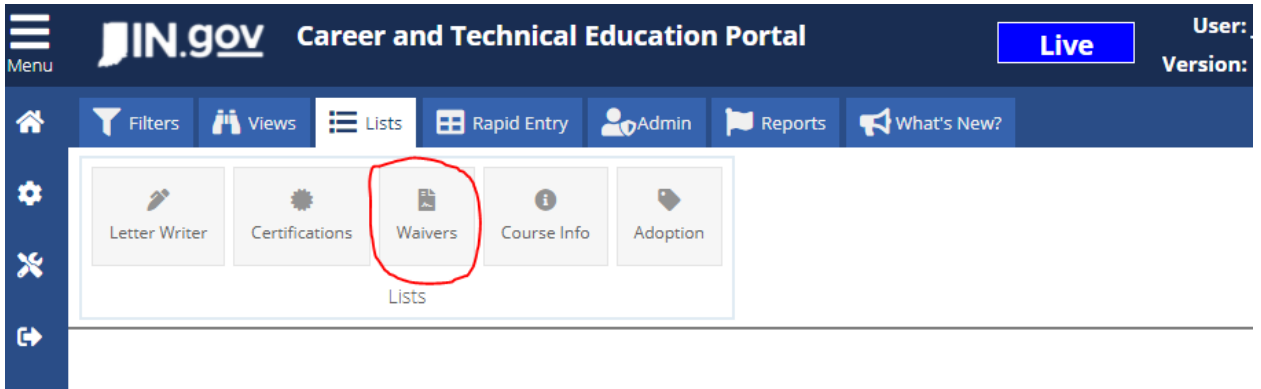 Menu
IN.gov Career and Technical Education Portal
Live
User:
Version:
Filters Views Lists Rapid Entry Admin Reports What's New?
Letter Writer Certifications Waivers Course Info Adoption
Lists